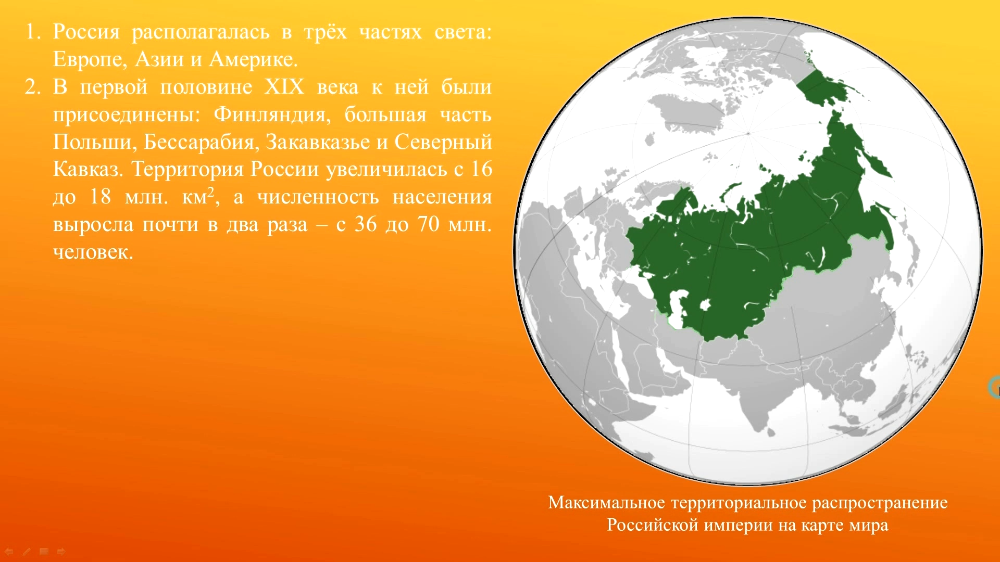 1. Россия располагалась в трёх частях света:
Европе, Азии и Америке.
2. В первой половине XIX века к ней были
присоединены: Финляндия, большая часть
Польши, Бессарабия, Закавказье и Северный
Кавказ. Территория России увеличилась с 16
до 18 млн. км², а численность населения
выросла почти в два раза – с 36 до 70 млн.
человек.
Максимальное территориальное распространение
Российской империи на карте мира